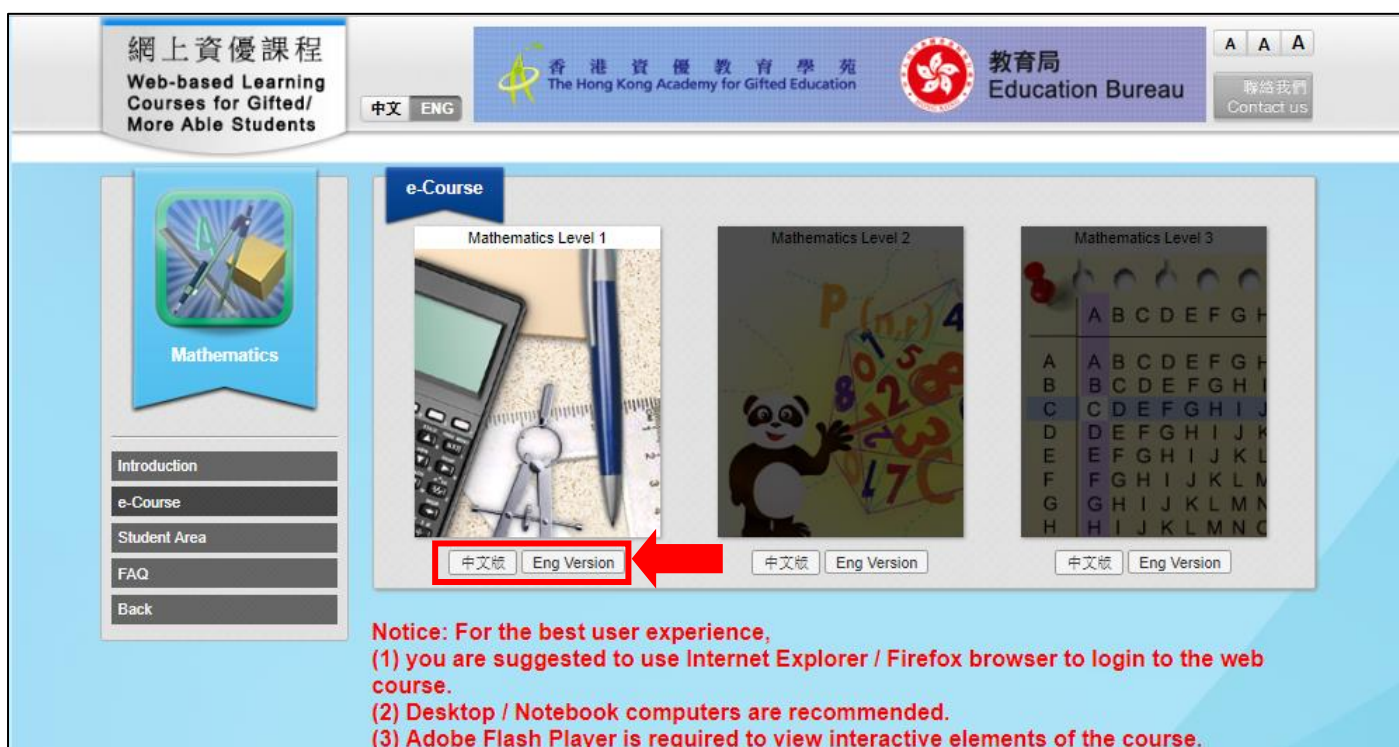 網上資優課程
Web-based Learning
Courses for Gifted/
More Able Students
中文 ENG
香港資優教育學苑
The Hong Kong Academy for Gifted Education
教育局
Education Bureau
A A A
聯絡我們
Contact us
Mathematics
Introduction
e-Course
Student Area
FAQ
Back
e-Course
Mathematics Level 1
中文版 Eng Version
Mathematics Level 2
P(n,r) 4
中文版 Eng Version
Mathematics Level 3
A B C D E F G H
A A B C D E F G H
B B C D E F G H I
C C D E F G H I J
D D E F G H I J K
E E F G H I J K L
F F G H I J K L M
G G H I J K L M N
H H I J K L M N O
中文版 Eng Version
Notice: For the best user experience,
(1) you are suggested to use Internet Explorer / Firefox browser to login to the web
course.
(2) Desktop / Notebook computers are recommended.
(3) Adobe Flash Player is required to view interactive elements of the course.